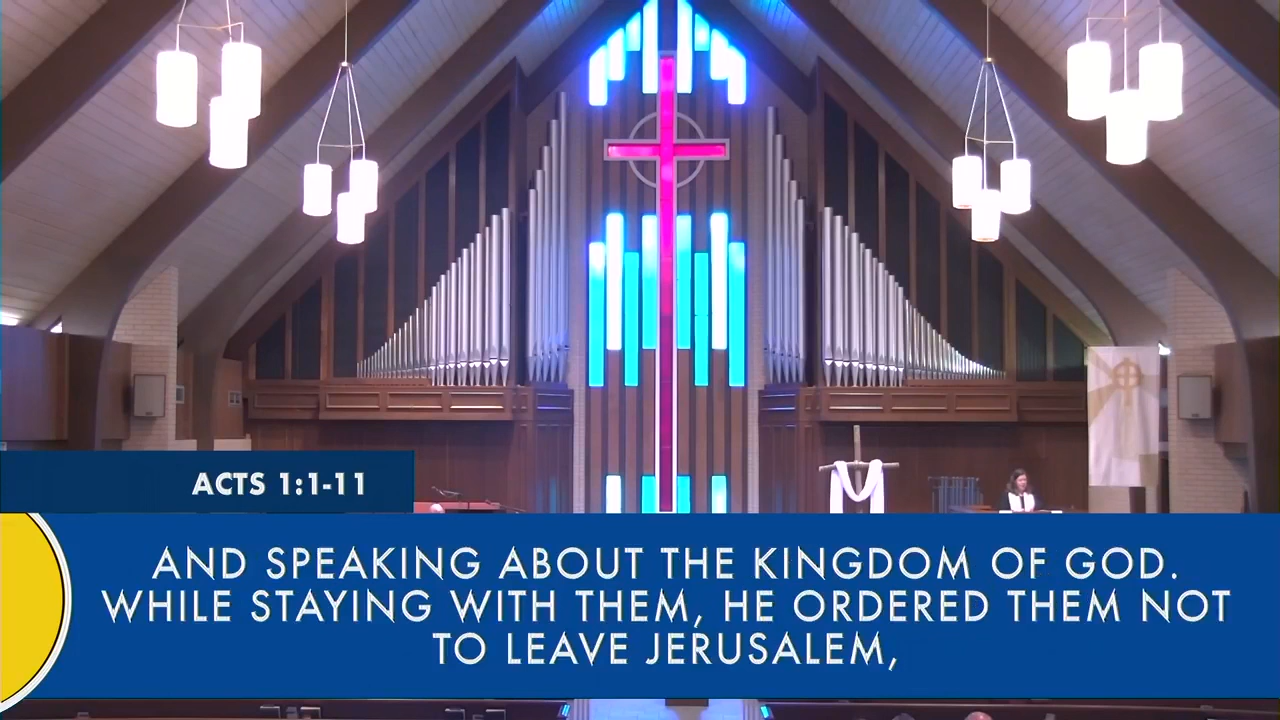 ACTS 1:1-11
AND SPEAKING ABOUT THE KINGDOM OF GOD.
WHILE STAYING WITH THEM, HE ORDERED THEM NOT
TO LEAVE JERUSALEM,